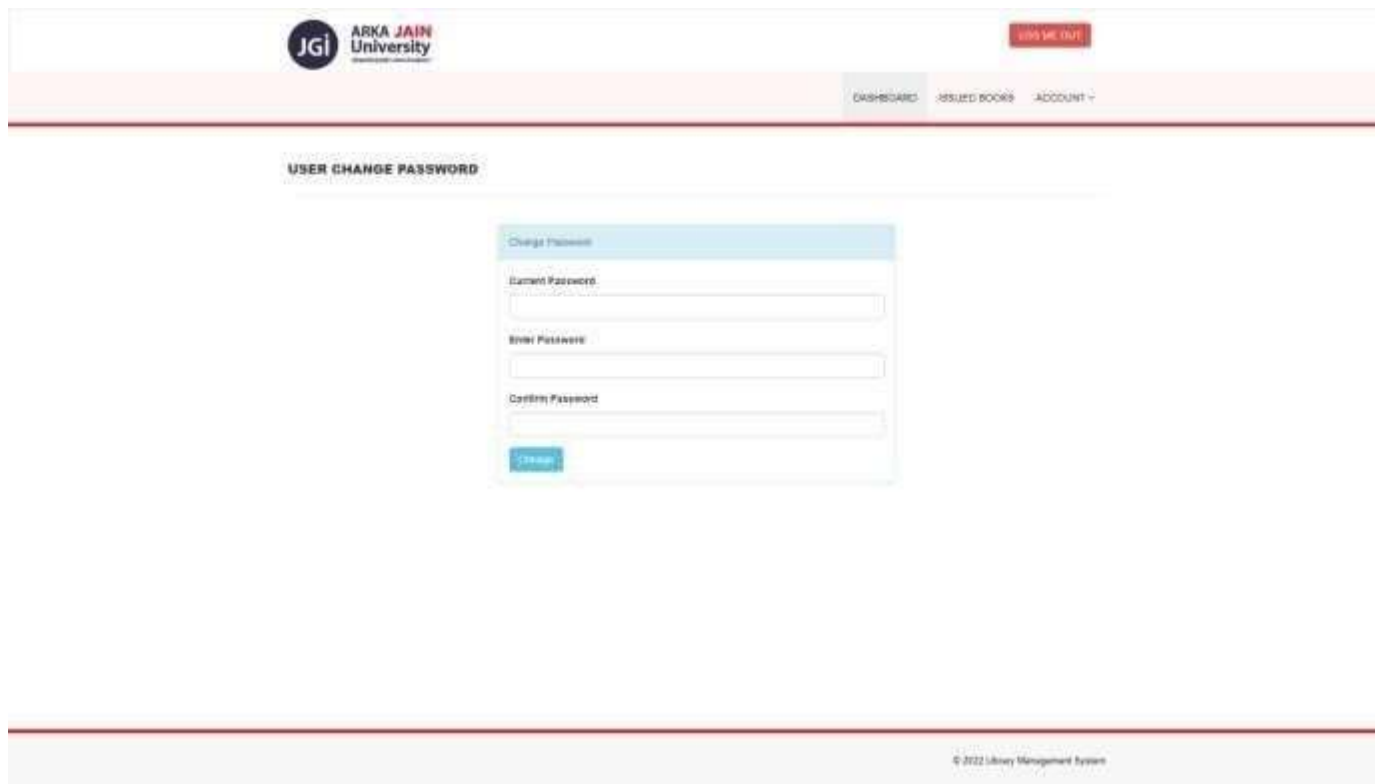 JGi
ARKA JAIN
University
LOG ME OUT
DASHBOARD ISSUED BOOKS ACCOUNT
USER CHANGE PASSWORD
Change Password
Current Password
Enter Password
Confirm Password
Change
© 2022 Library Management System